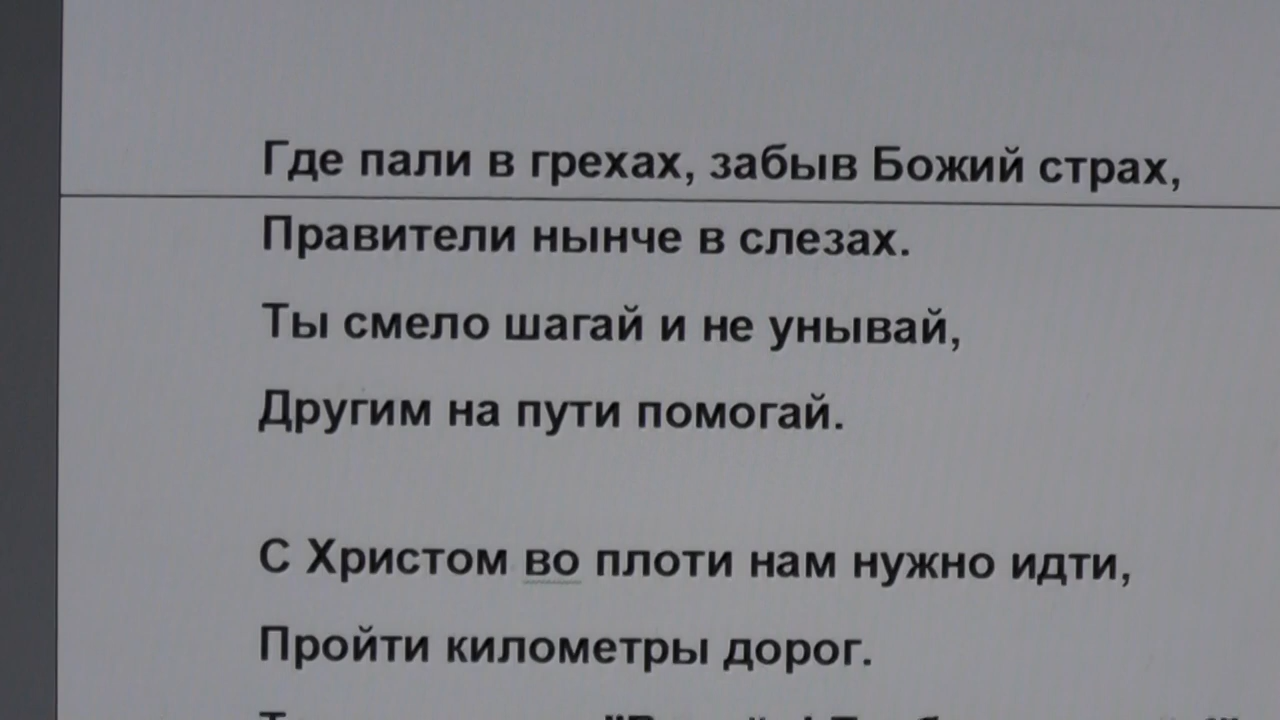 Где пали в грехах, забыв Божий страх,
Правители нынче в слезах.
Ты смело шагай и не унывай,
Другим на пути помогай.
С Христом во плоти нам нужно идти,
Пройти километры дорог.